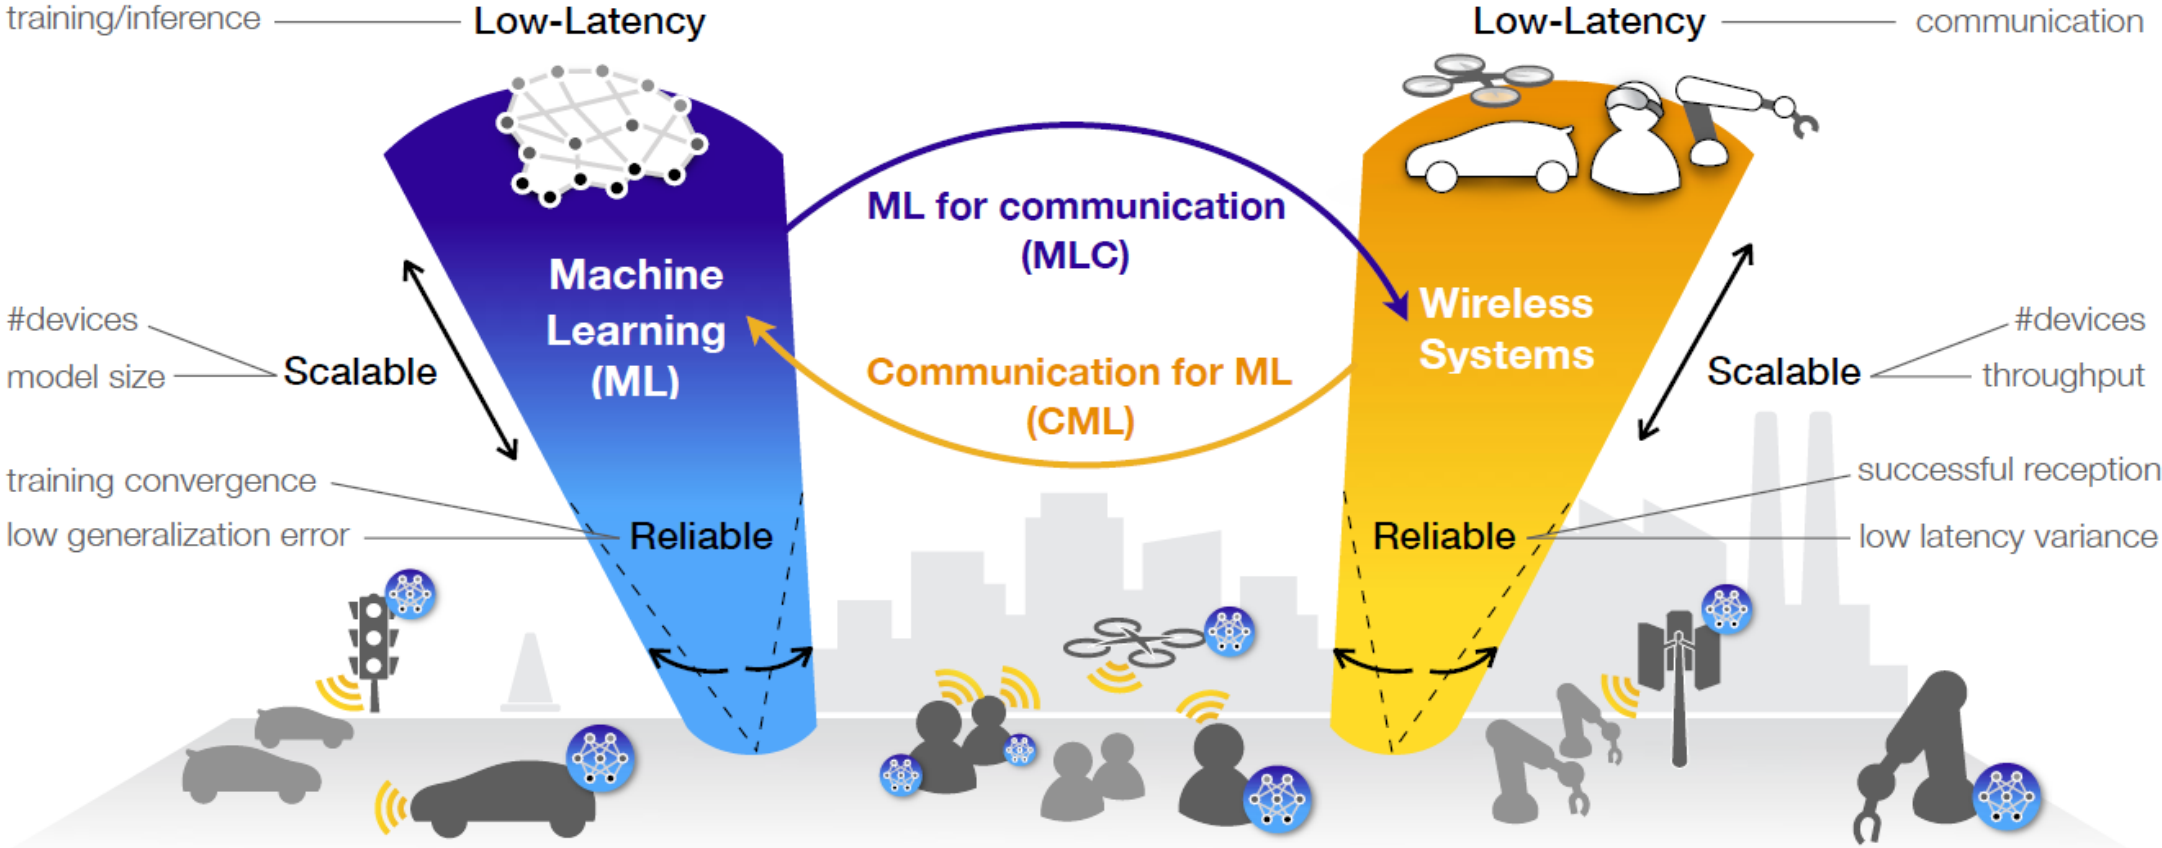 training/inference
Low-Latency
Low-Latency
communication
ML for communication
(MLC)
Machine
Learning
(ML)
Wireless
Systems
#devices
model size
Scalable
Communication for ML
(CML)
Scalable
#devices
throughput
training convergence
low generalization error
Reliable
Reliable
successful reception
low latency variance